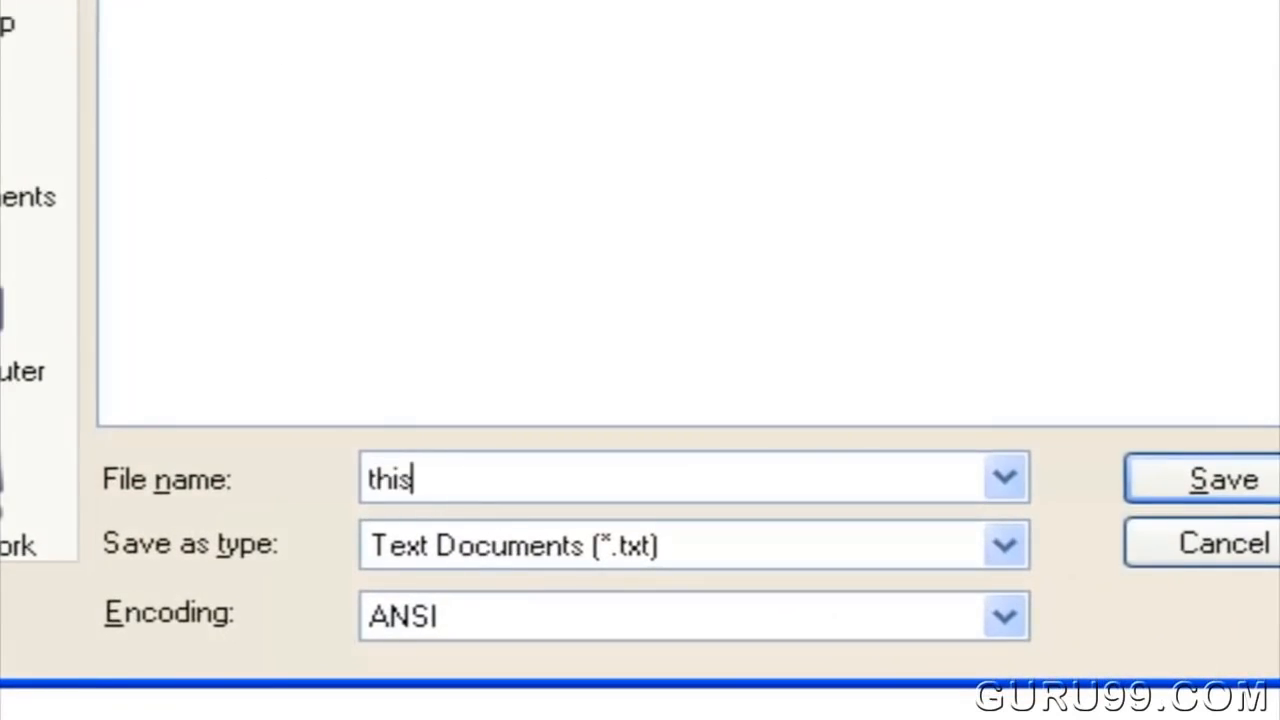 p
ents
uter
ork
File name: this Save
Save as type: Text Documents (*.txt) Cancel
Encoding: ANSI
GURU99.COM